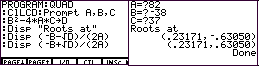 PROGRAM:QUAD
:ClLCD:Prompt A,B,C
:B²-4*A*C→D
:Disp "Roots at"
:Disp (-B+√D)/(2A)
:Disp (-B-√D)/(2A)
PAGE↓ PAGE↑ I/O CTL INSc
A=?82
B=?-38
C=?37
Roots at
(.23171,-.63050)
(.23171,.63050)
Done